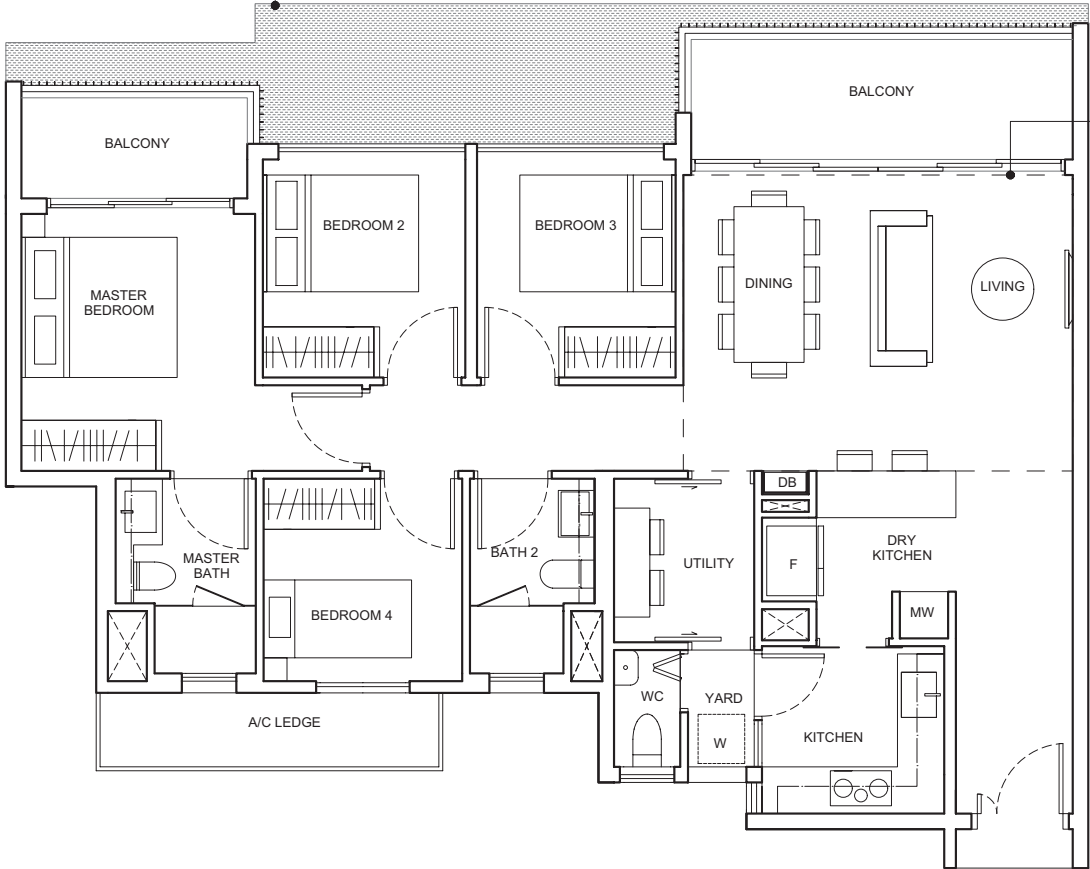 BALCONY
BALCONY
BEDROOM 2
BEDROOM 3
MASTER
BEDROOM
DINING
LIVING
DB
MASTER
BATH
BATH 2
UTILITY
F
DRY
KITCHEN
BEDROOM 4
MW
WC
YARD
A/C LEDGE
W
KITCHEN